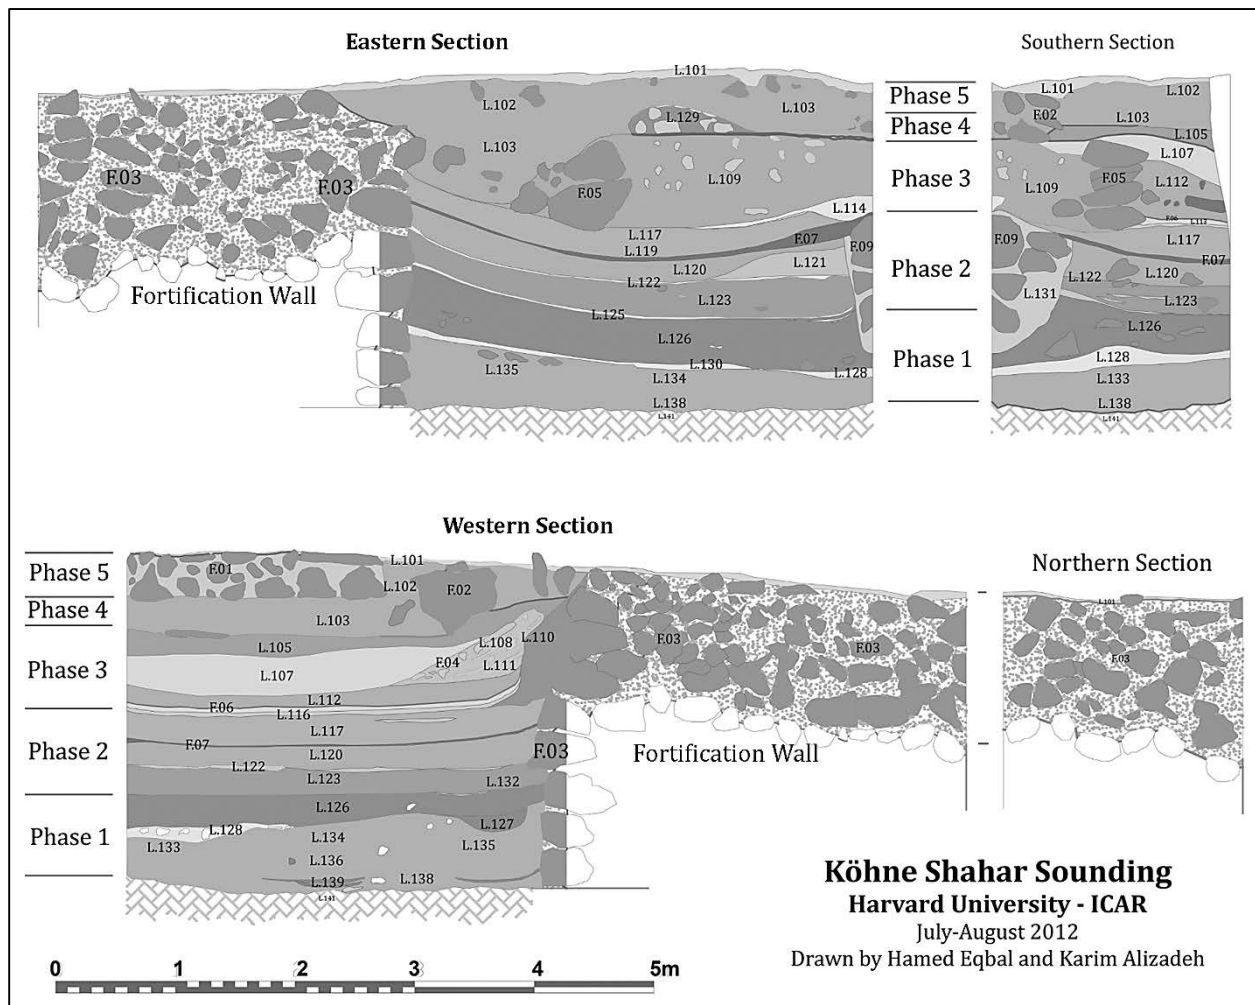 Eastern Section
Southern Section
L.101
L.102
L.103
L.129
L.103
F.03
F.03
F.05
L.109
L.114
L.117
L.119
F.07
F.09
L.120
L.121
L.122
L.123
L.125
L.126
L.130
L.128
L.135
L.134
L.138
L.141
Fortification Wall
Phase 5
Phase 4
Phase 3
Phase 2
Phase 1
L.101
L.102
F.02
L.103
L.105
L.107
L.109
F.05
L.112
F.06
L.113
F.09
L.117
F.07
L.122
L.120
L.131
L.123
L.126
L.128
L.133
L.138
L.141
Western Section
Northern Section
Phase 5
Phase 4
Phase 3
Phase 2
Phase 1
F.01
L.101
L.102
F.02
L.103
L.105
L.108
L.110
F.04
L.111
L.107
L.112
F.06
L.116
L.117
F.07
L.120
F.03
L.122
L.123
L.132
L.126
L.127
L.128
L.134
L.133
L.135
L.136
L.139
L.138
L.141
F.03
F.03
Fortification Wall
L.101
F.03
Köhne Shahar Sounding
Harvard University - ICAR
July-August 2012
Drawn by Hamed Eqbal and Karim Alizadeh
0 1 2 3 4 5m